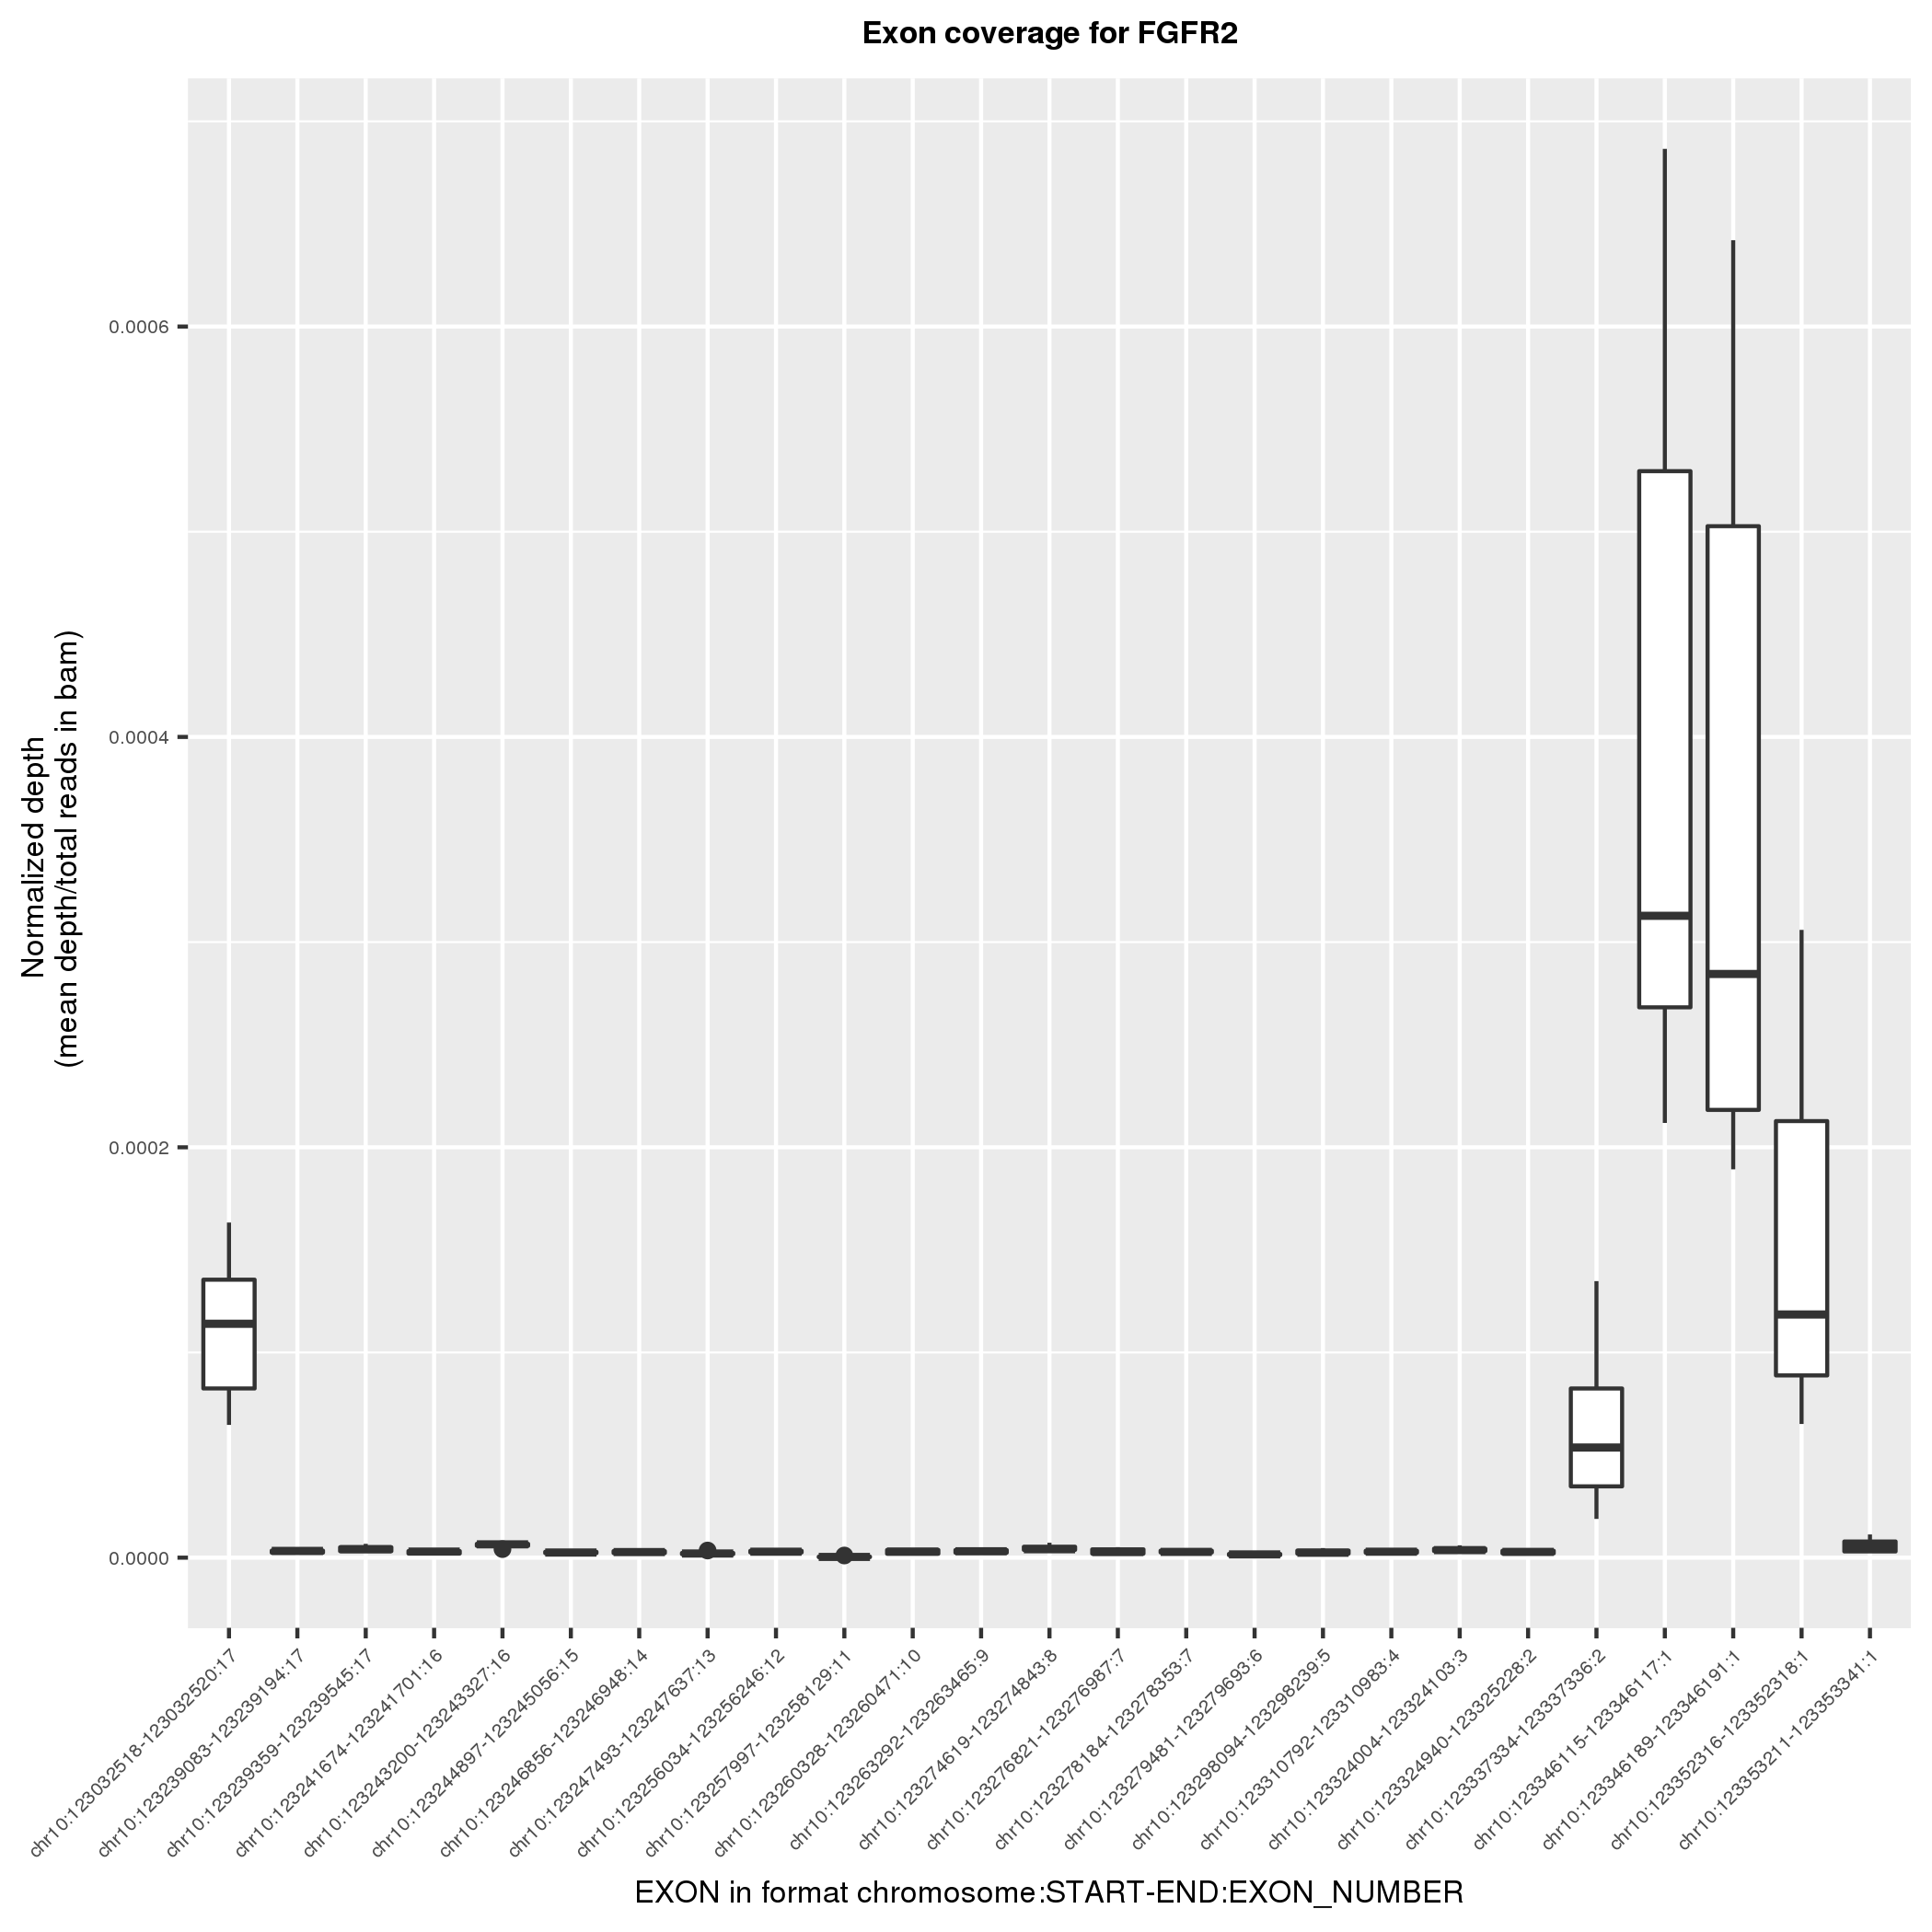 Exon coverage for FGFR2
Normalized depth
(mean depth/total reads in bam)
0.0006
0.0004
0.0002
0.0000
chr10:123032518-123032520:17
chr10:123239083-123239194:17
chr10:123239359-123239545:17
chr10:123241674-123241701:16
chr10:123243200-123243327:16
chr10:123244897-123245056:15
chr10:123246856-123246948:14
chr10:123247493-123247637:13
chr10:123256034-123256246:12
chr10:123257997-123258129:11
chr10:123260328-123260471:10
chr10:123263292-123263465:9
chr10:123274619-123274843:8
chr10:123276821-123276987:7
chr10:123278184-123278353:7
chr10:123279481-123279693:6
chr10:123298094-123298239:5
chr10:123310792-123310983:4
chr10:123324004-123324103:3
chr10:123324940-123325228:2
chr10:123337334-123337336:2
chr10:123346115-123346117:1
chr10:123346189-123346191:1
chr10:123352316-123352318:1
chr10:123353211-123353341:1
EXON in format chromosome:START-END:EXON_NUMBER